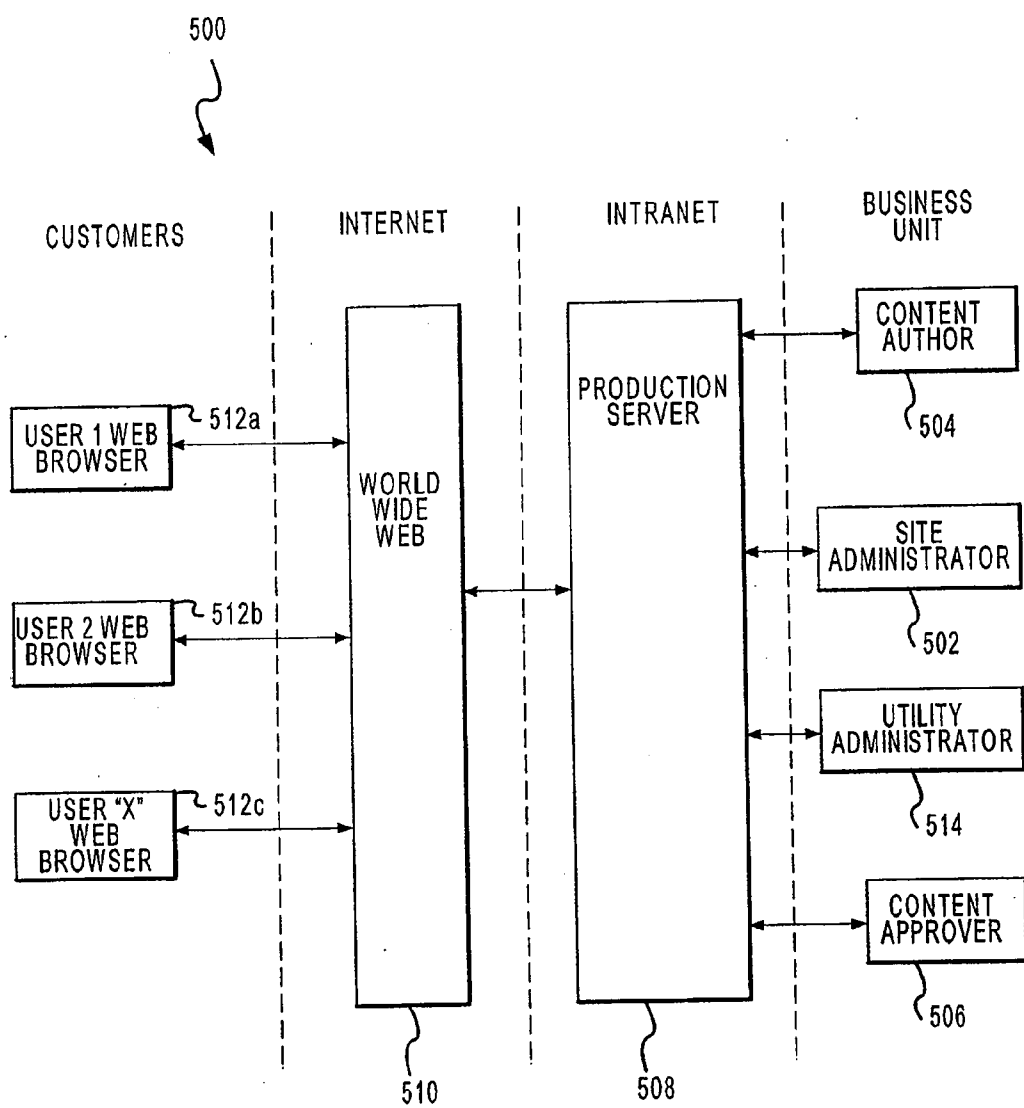 500
CUSTOMERS
INTERNET
INTRANET
BUSINESS
UNIT
CONTENT
AUTHOR
504
PRODUCTION
SERVER
USER 1 WEB
BROWSER
512a
WORLD
WIDE
WEB
SITE
ADMINISTRATOR
502
USER 2 WEB
BROWSER
512b
UTILITY
ADMINISTRATOR
514
USER "X"
WEB
BROWSER
512c
CONTENT
APPROVER
506
510
508